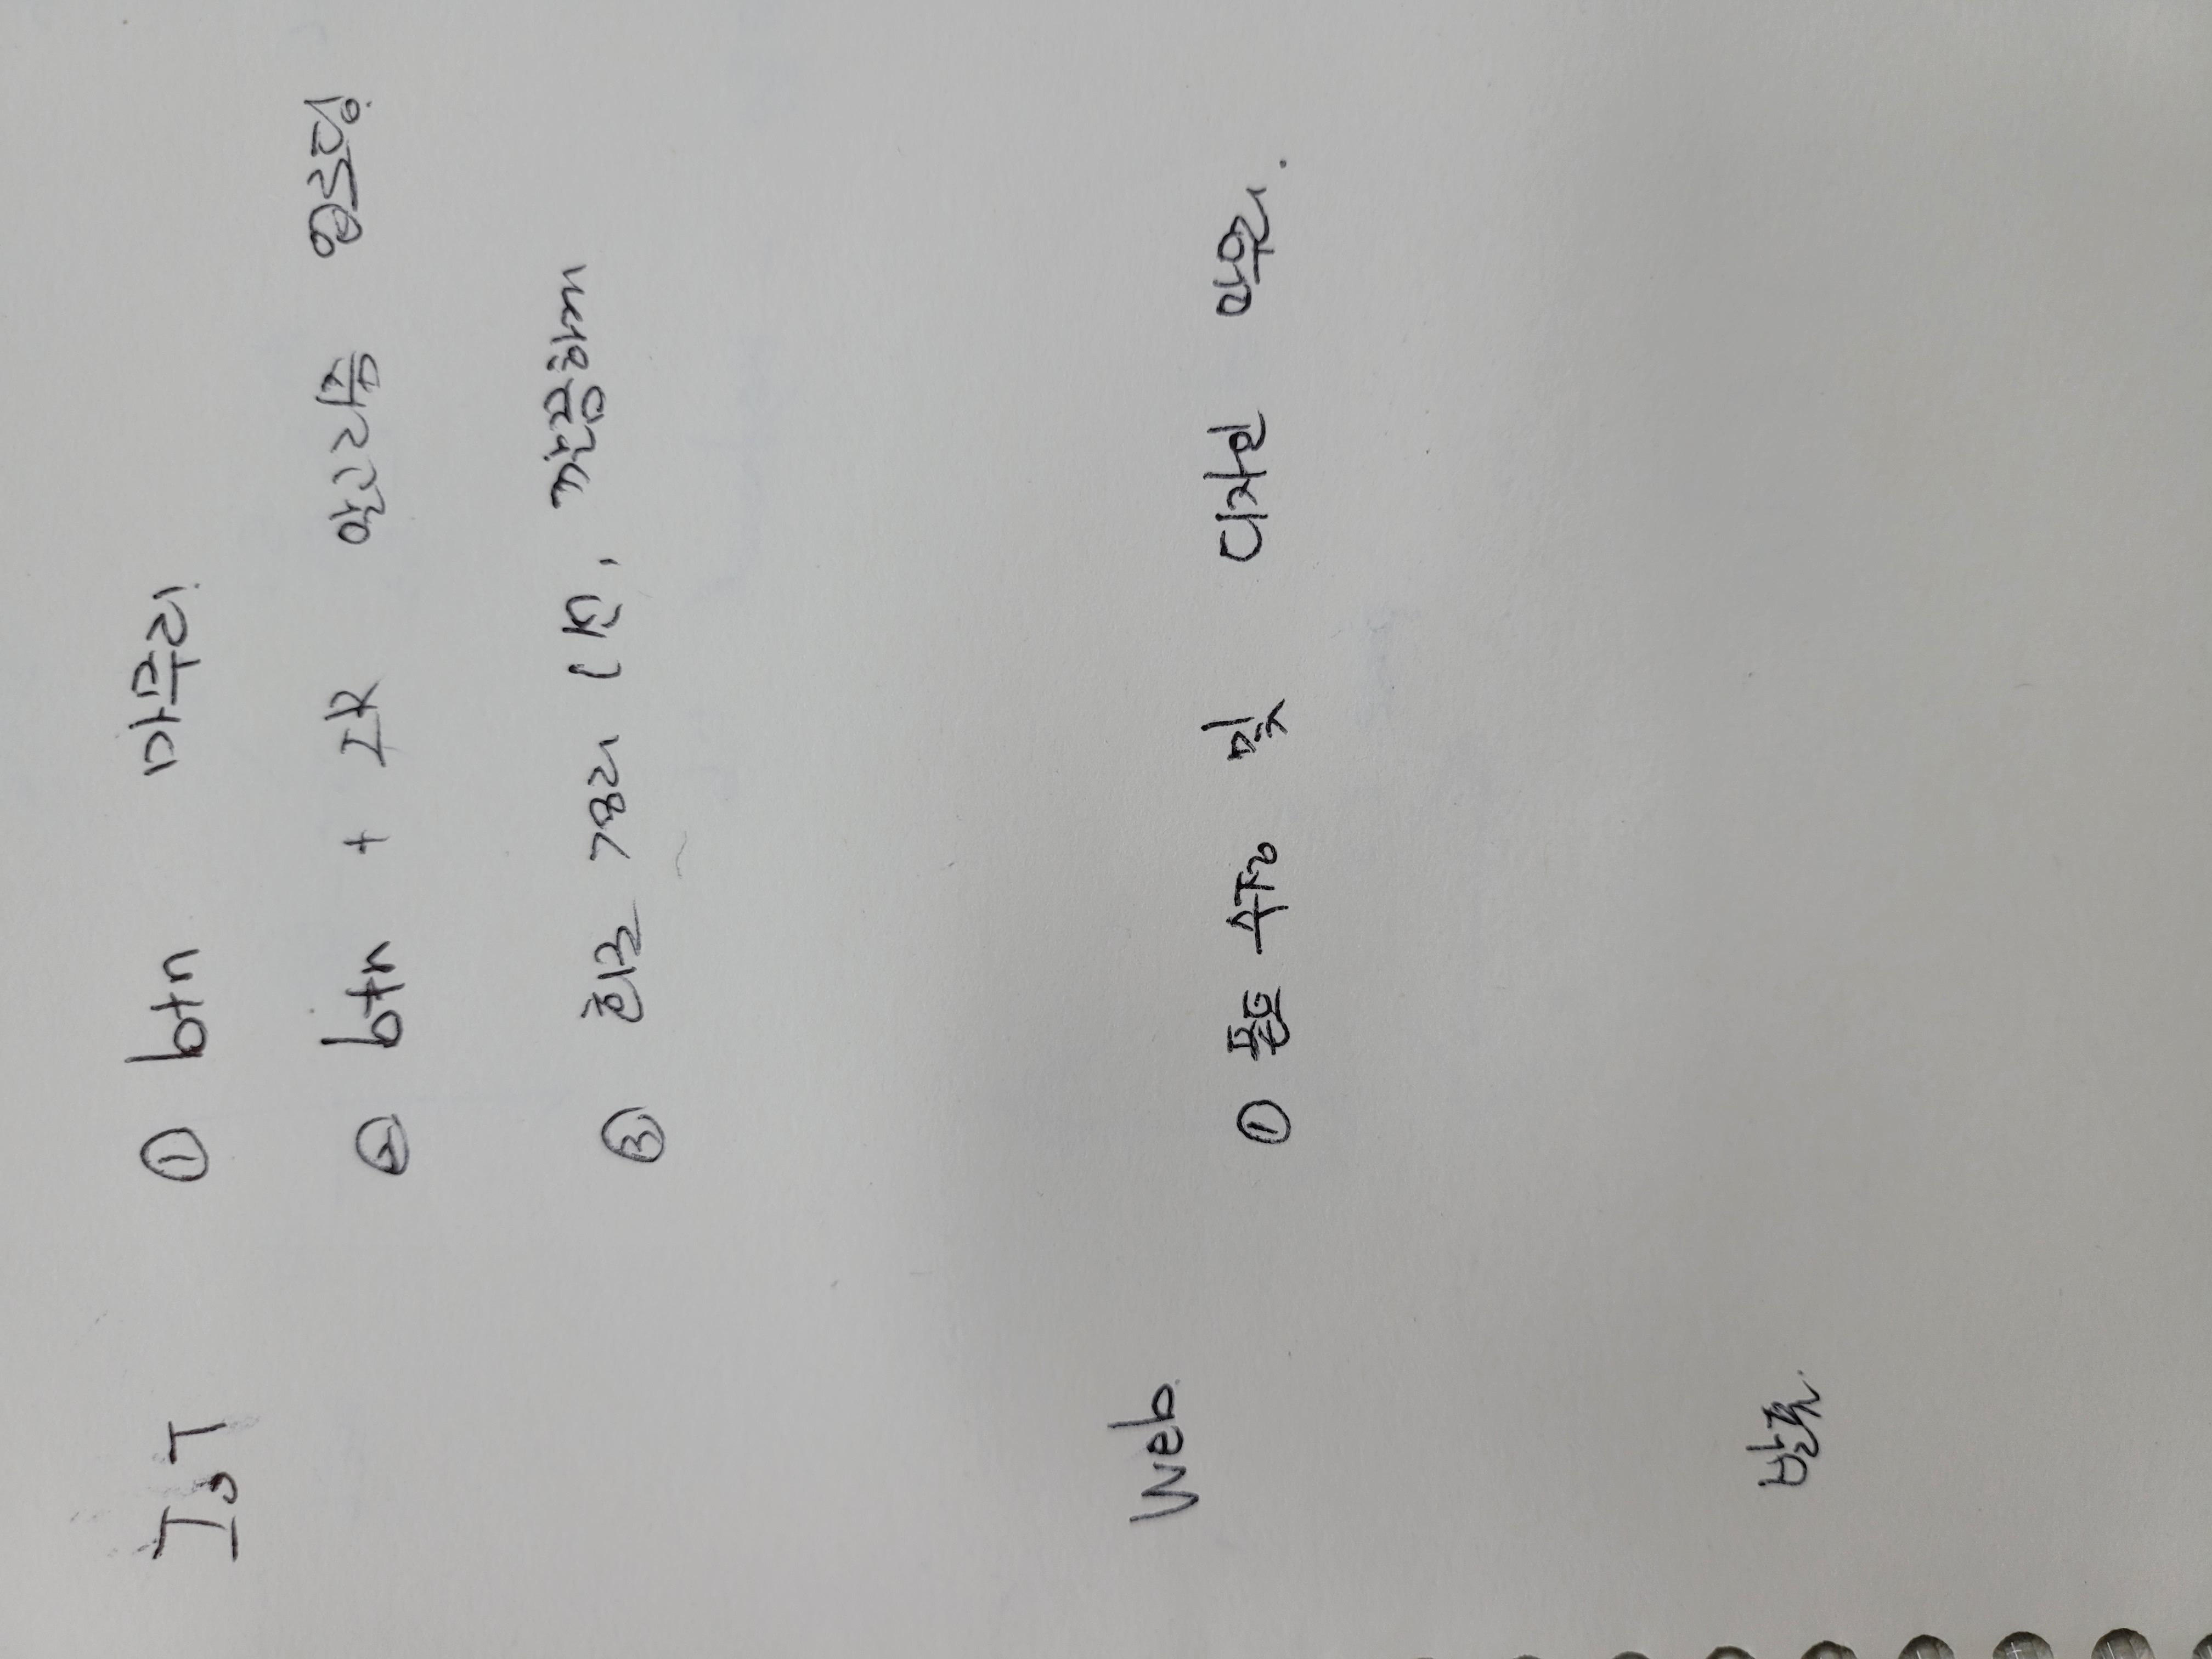 IoT ① btn 마무리
② btn + IR 알고리즘 업로딩
③ 회로 정리 (선, 깔끔하게
Web
① 폰트 수정 및 디자인 마무리.
발표.